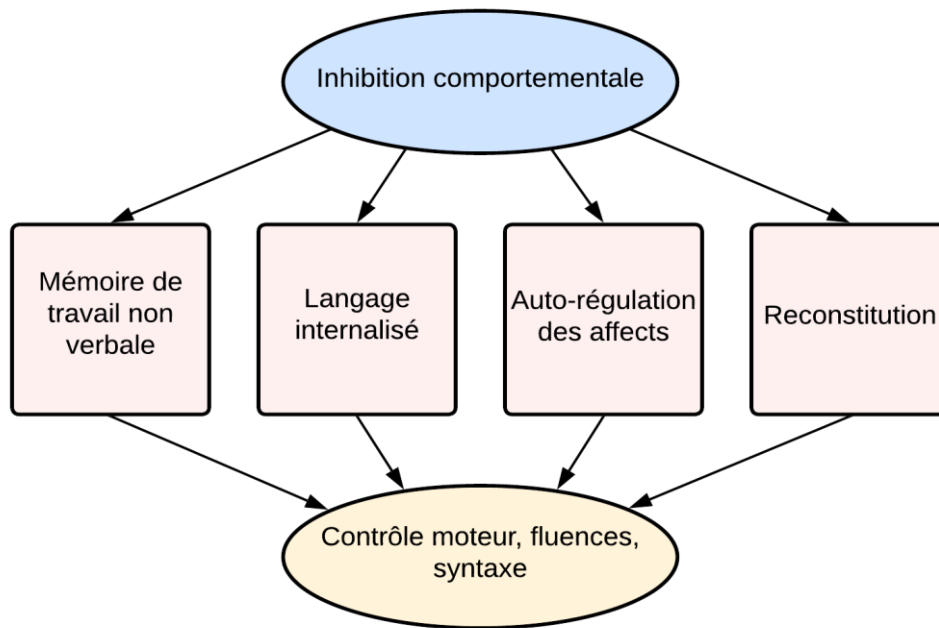 Inhibition comportementale
Mémoire de
travail non
verbale
Langage
internalisé
Auto-régulation
des affects
Reconstitution
Contrôle moteur, fluences,
syntaxe